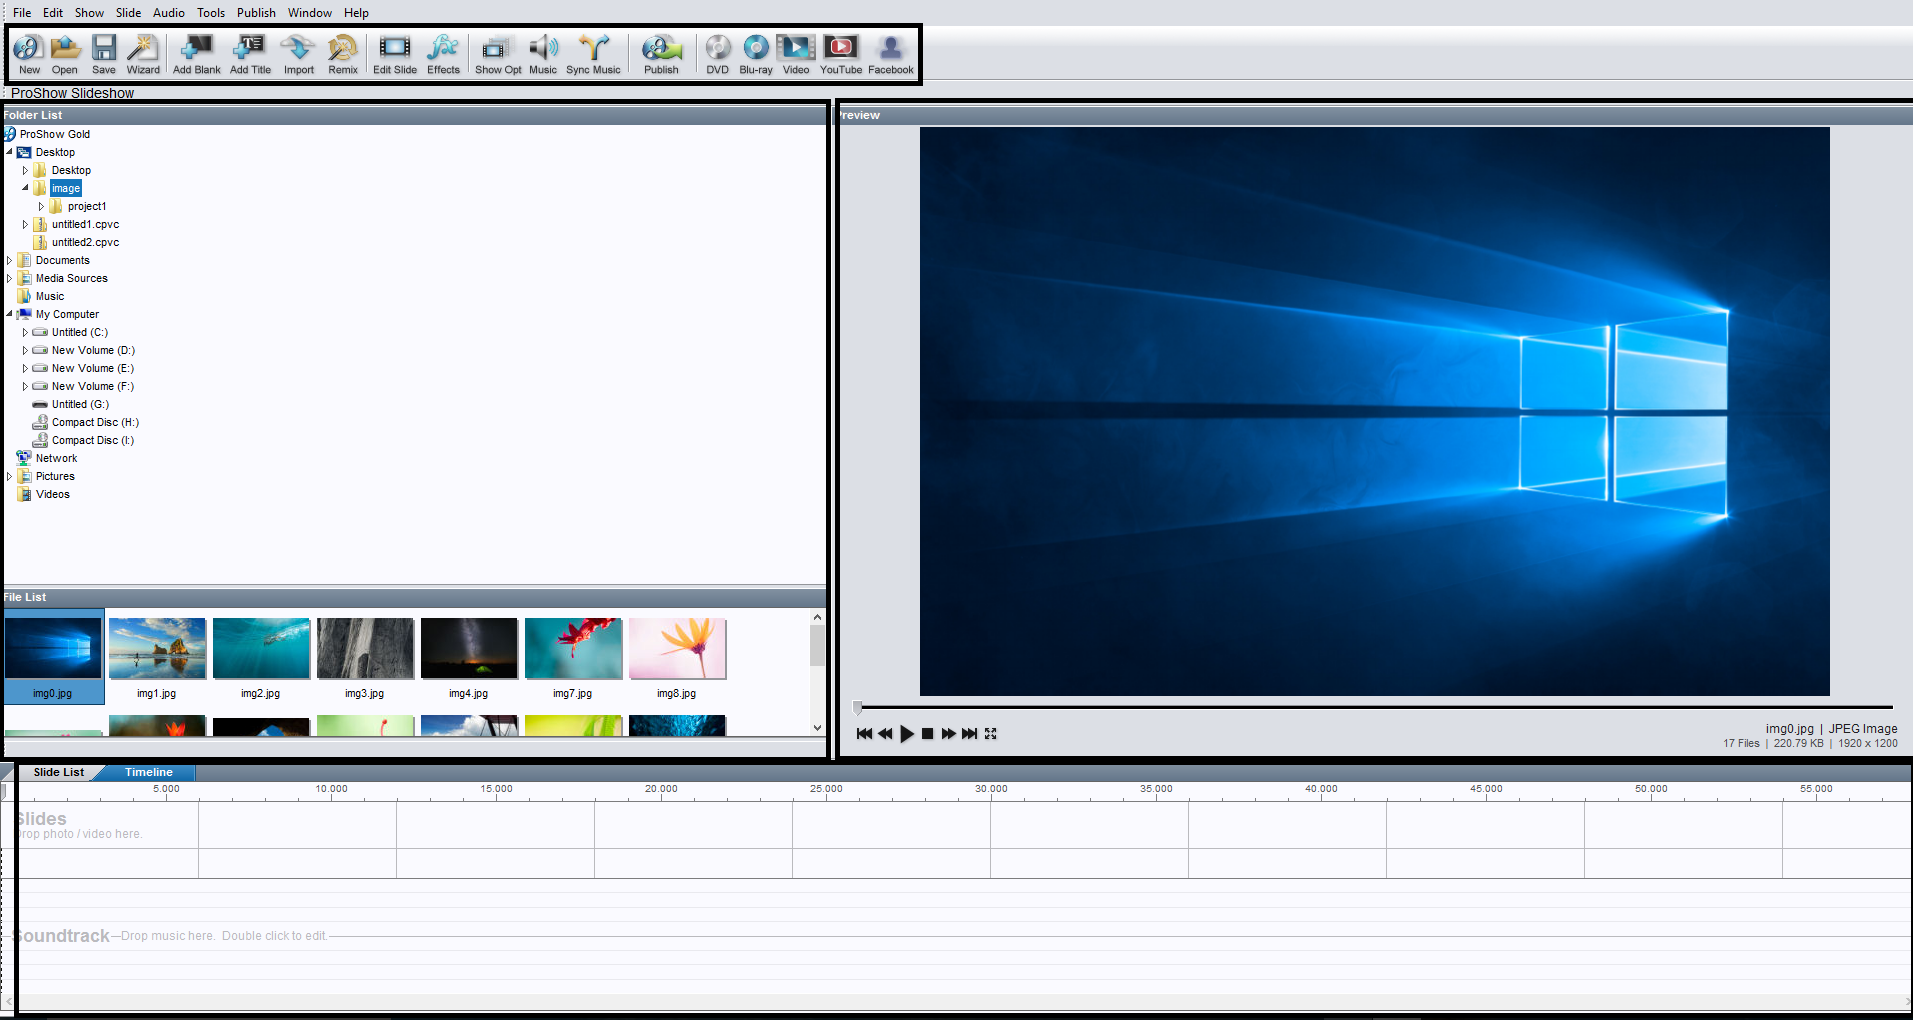 File Edit Show Slide Audio Tools Publish Window Help
New Open Save Wizard Add Blank Add Title Import Remix Edit Slide Effects Show Opt Music Sync Music Publish DVD Blu-ray Video YouTube Facebook
ProShow Slideshow
Folder List
ProShow Gold
Desktop
Desktop
image
project1
untitled1.cpvc
untitled2.cpvc
Documents
Media Sources
Music
My Computer
Untitled (C:)
New Volume (D:)
New Volume (E:)
New Volume (F:)
Untitled (G:)
Compact Disc (H:)
Compact Disc (I:)
Network
Pictures
Videos
File List
img0.jpg img1.jpg img2.jpg img3.jpg img4.jpg img7.jpg img8.jpg
Preview
img0.jpg | JPEG Image
17 Files | 220.79 KB | 1920 x 1200
Slide List Timeline
5.000 10.000 15.000 20.000 25.000 30.000 35.000 40.000 45.000 50.000 55.000
Slides
Drop photo / video here.
Soundtrack Drop music here. Double click to edit.